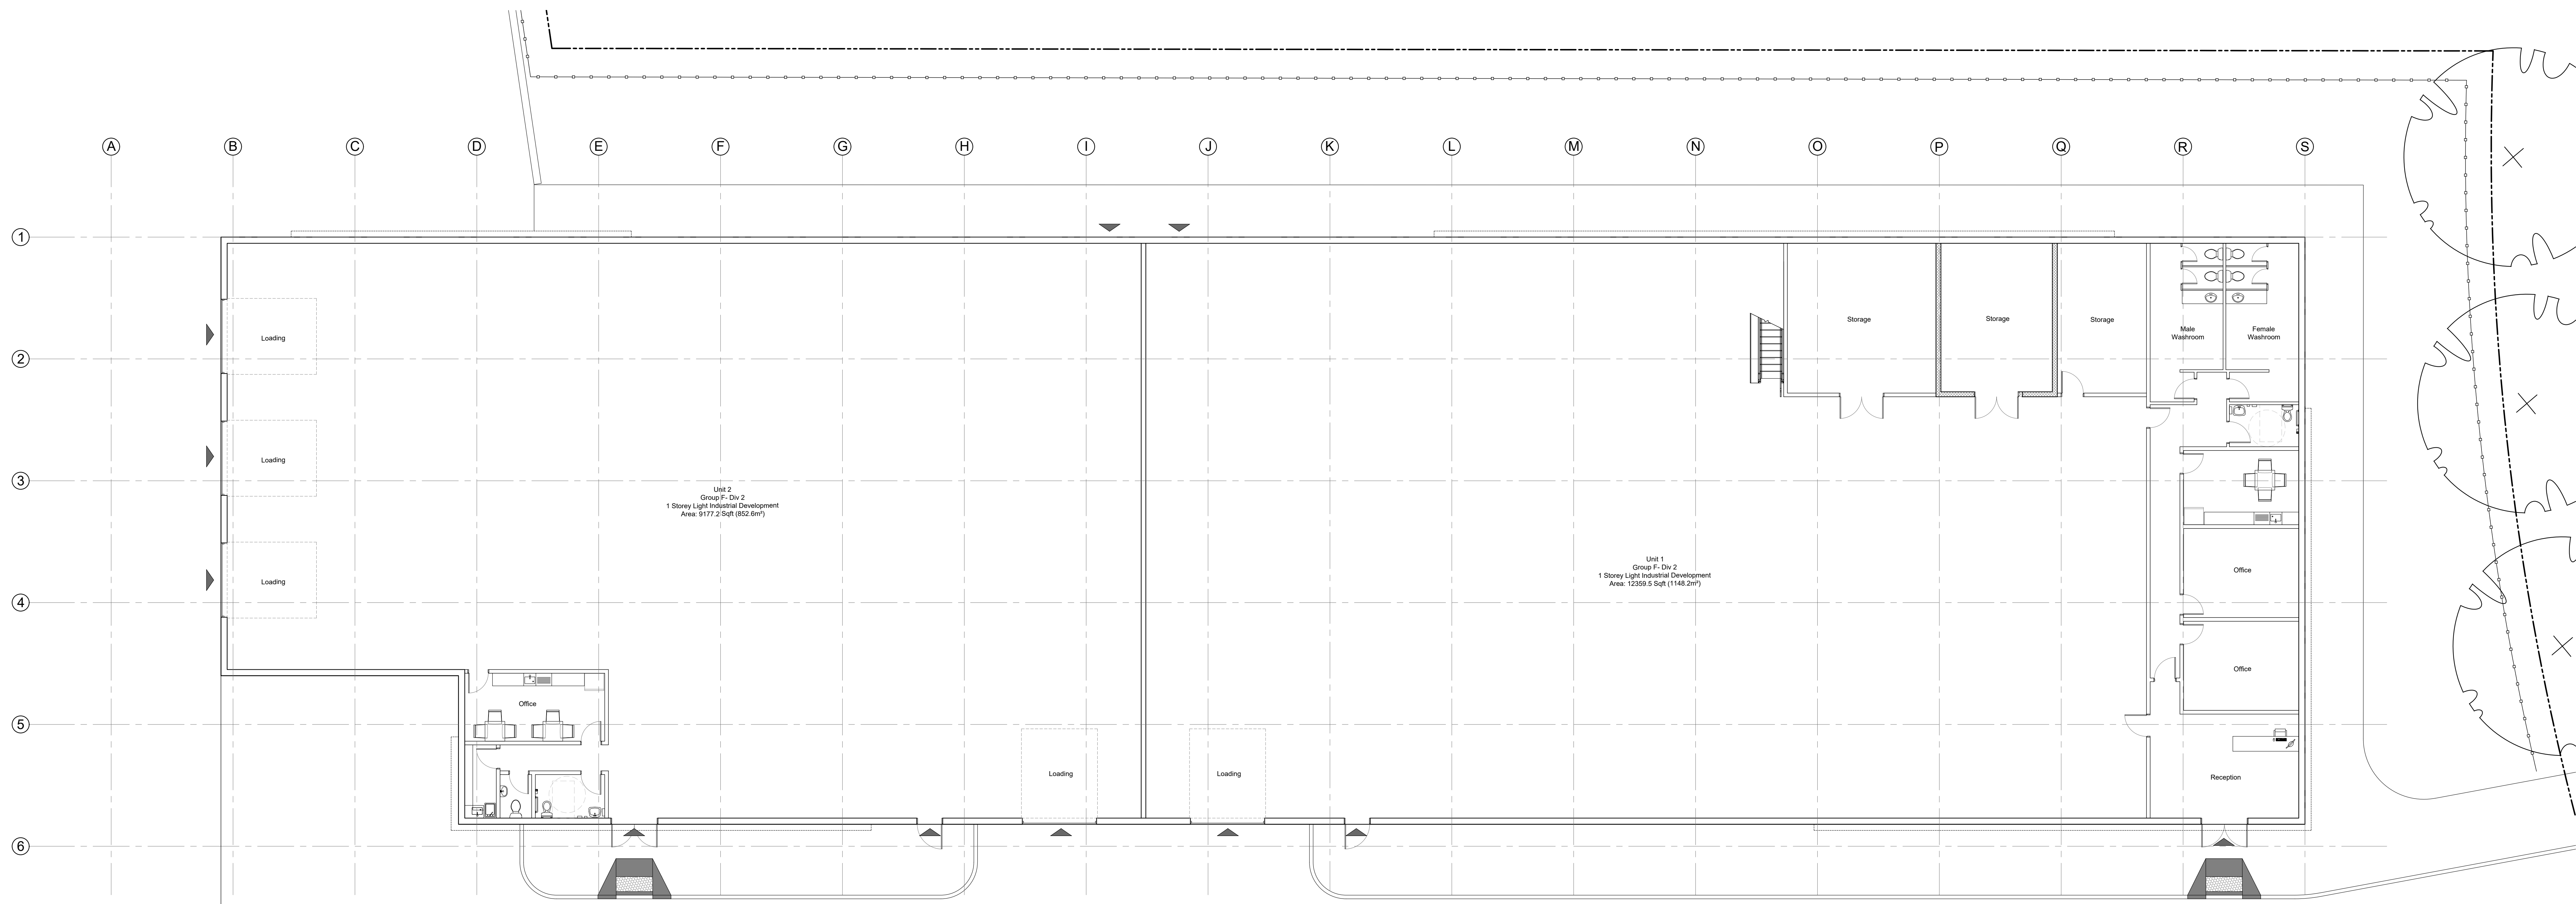 A
B
C
D
E
F
G
H
I
J
K
L
M
N
O
P
Q
R
S
1
2
3
4
5
6
Loading
Loading
Loading
Unit 2
Group F- Div 2
1 Storey Light Industrial Development
Area: 9177.2 Sqft (852.6m²)
Office
Loading
Loading
Unit 1
Group F- Div 2
1 Storey Light Industrial Development
Area: 12359.5 Sqft (1148.2m²)
Storage
Storage
Storage
Male
Washroom
Female
Washroom
Office
Office
Reception